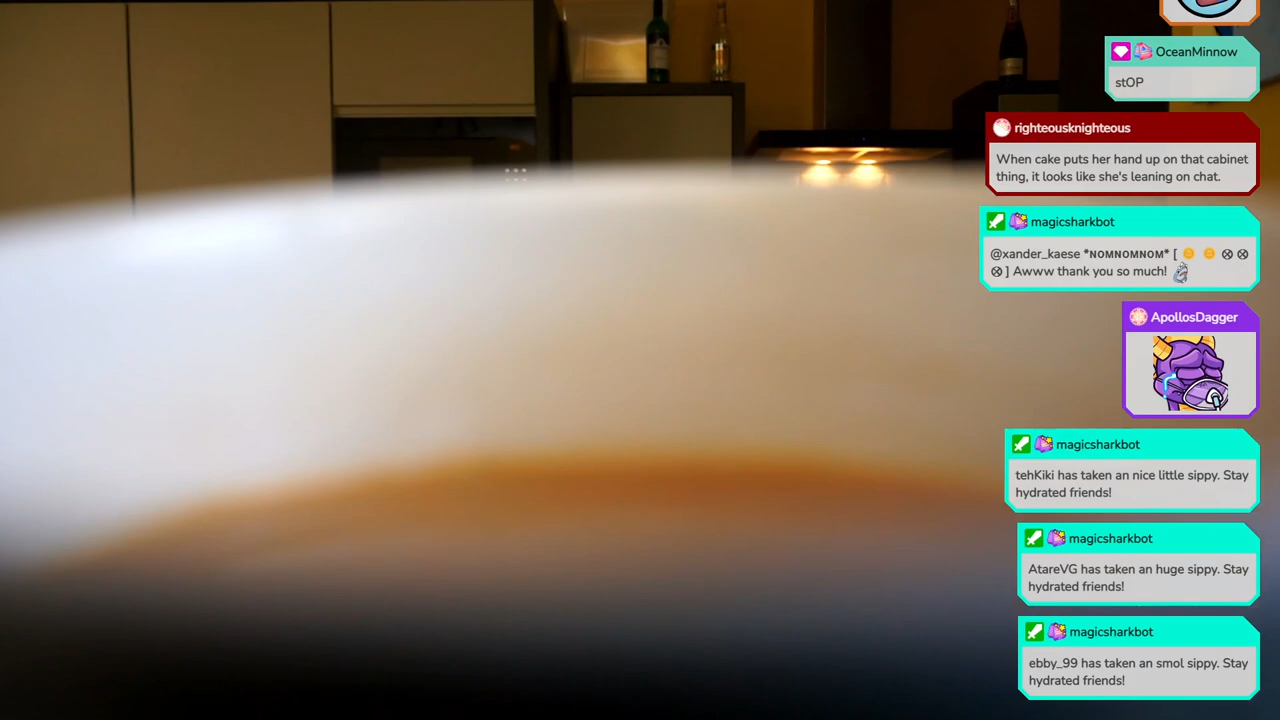 OceanMinnow
stOP
righteousknighteous
When cake puts her hand up on that cabinet
thing, it looks like she's leaning on chat.
magicsharkbot
@xander_kaese *ɴᴏᴍɴᴏᴍɴᴏᴍ* [ 🟡 🟡 ⊗ ⊗
⊗ ] Awww thank you so much!
ApollosDagger
magicsharkbot
tehKiki has taken an nice little sippy. Stay
hydrated friends!
magicsharkbot
AtareVG has taken an huge sippy. Stay
hydrated friends!
magicsharkbot
ebby_99 has taken an smol sippy. Stay
hydrated friends!